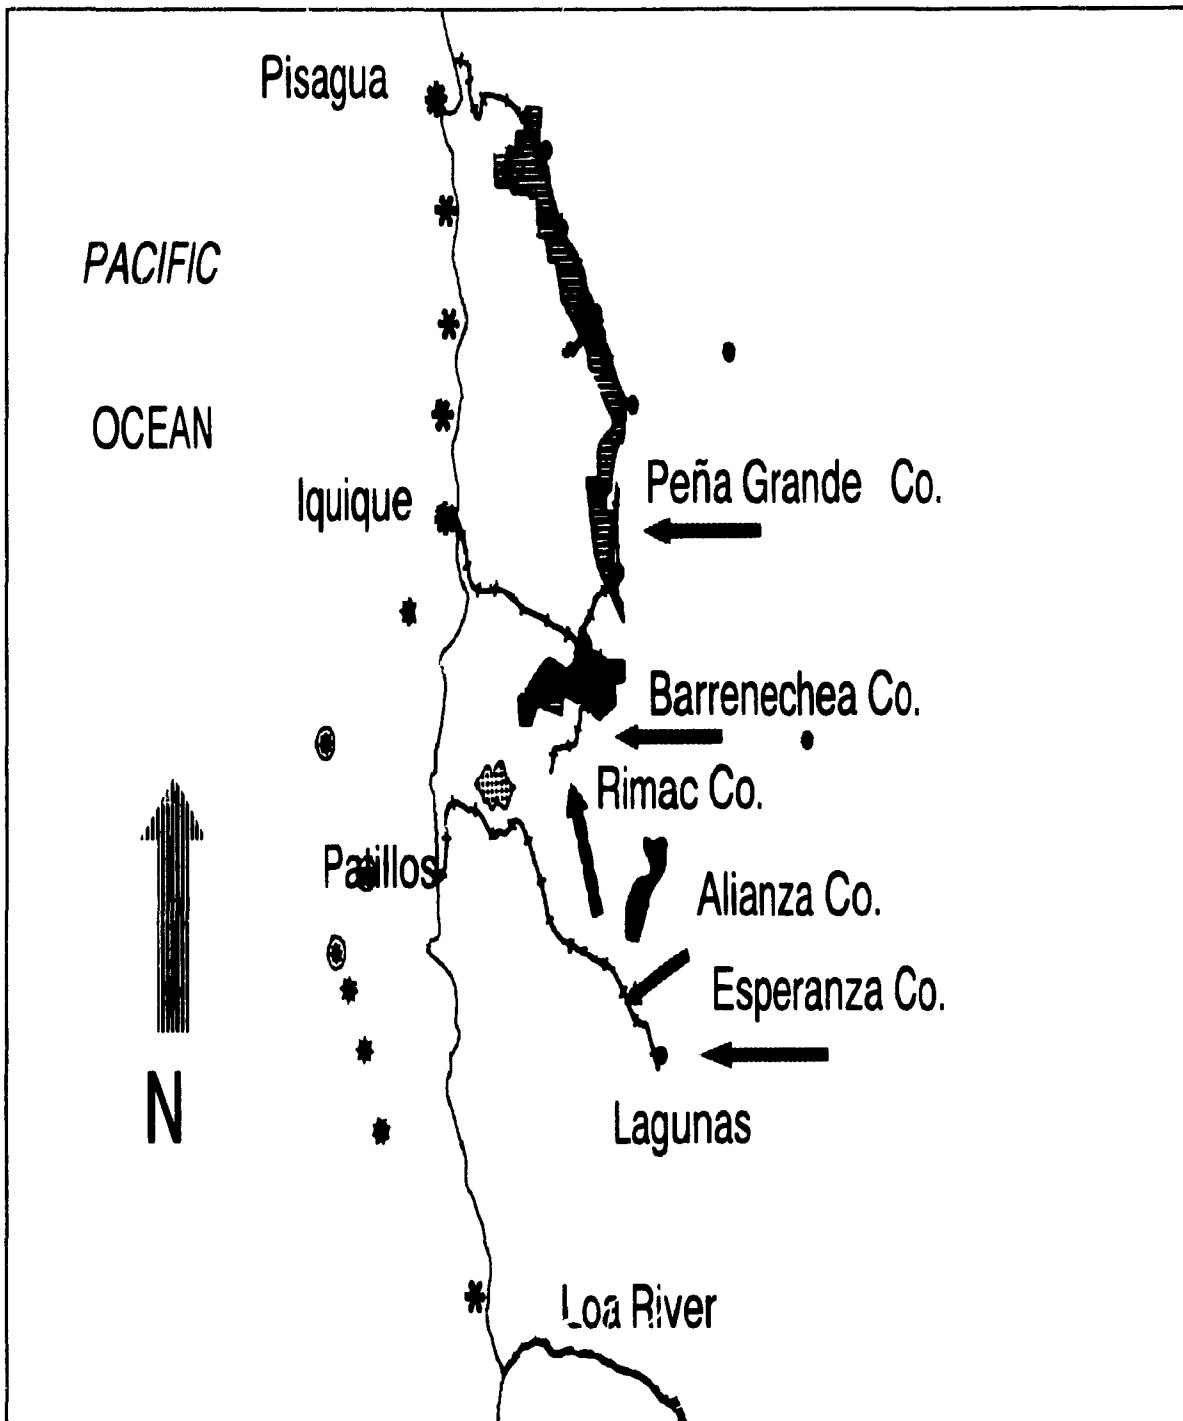 Pisagua
PACIFIC
OCEAN
Iquique
Peña Grande Co.
Barrenechea Co.
Rimac Co.
Patillos
Alianza Co.
Esperanza Co.
N
Lagunas
Loa River